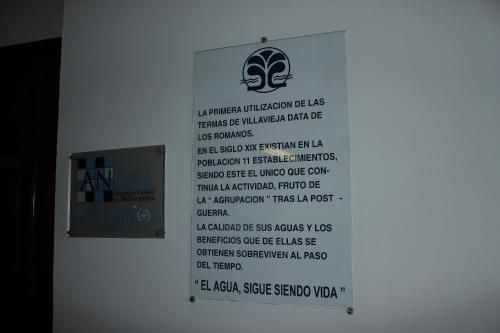 LA PRIMERA UTILIZACION DE LAS
TERMAS DE VILLAVIEJA DATA DE
LOS ROMANOS.
EN EL SIGLO XIX EXISTIAN EN LA
POBLACION 11 ESTABLECIMIENTOS,
SIENDO ESTE EL UNICO QUE CON-
TINUA LA ACTIVIDAD, FRUTO DE
LA " AGRUPACION " TRAS LA POST -
GUERRA.
LA CALIDAD DE SUS AGUAS Y LOS
BENEFICIOS QUE DE ELLAS SE
OBTIENEN SOBREVIVEN AL PASO
DEL TIEMPO.
" EL AGUA, SIGUE SIENDO VIDA "
de Balnearios